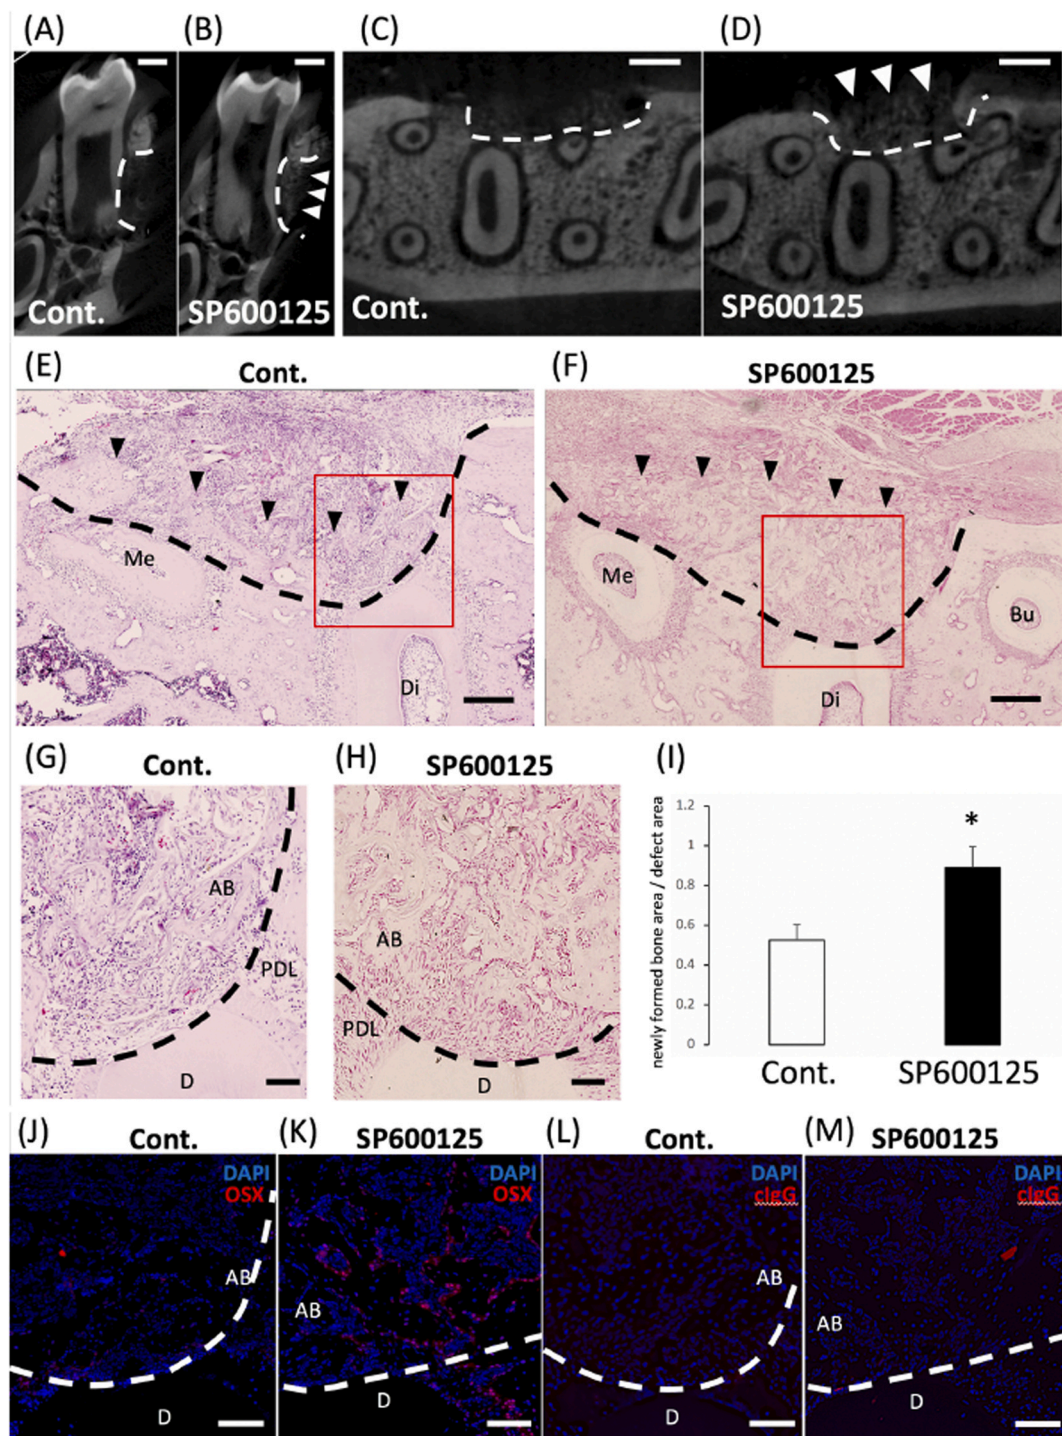 (A)
(B)
(C)
(D)
Cont.
SP600125
Cont.
SP600125
(E)
Cont.
(F)
SP600125
Me
Di
Me
Bu
Di
(G)
Cont.
(H)
SP600125
(I)
AB
PDL
D
AB
PDL
D
newly formed bone area / defect area
1.2
1
0.8
0.6
0.4
0.2
0
*
Cont.
SP600125
(J)
Cont.
(K)
SP600125
(L)
Cont.
(M)
SP600125
DAPI
OSX
AB
D
DAPI
OSX
AB
D
DAPI
cIgG
AB
D
DAPI
cIgG
AB
D